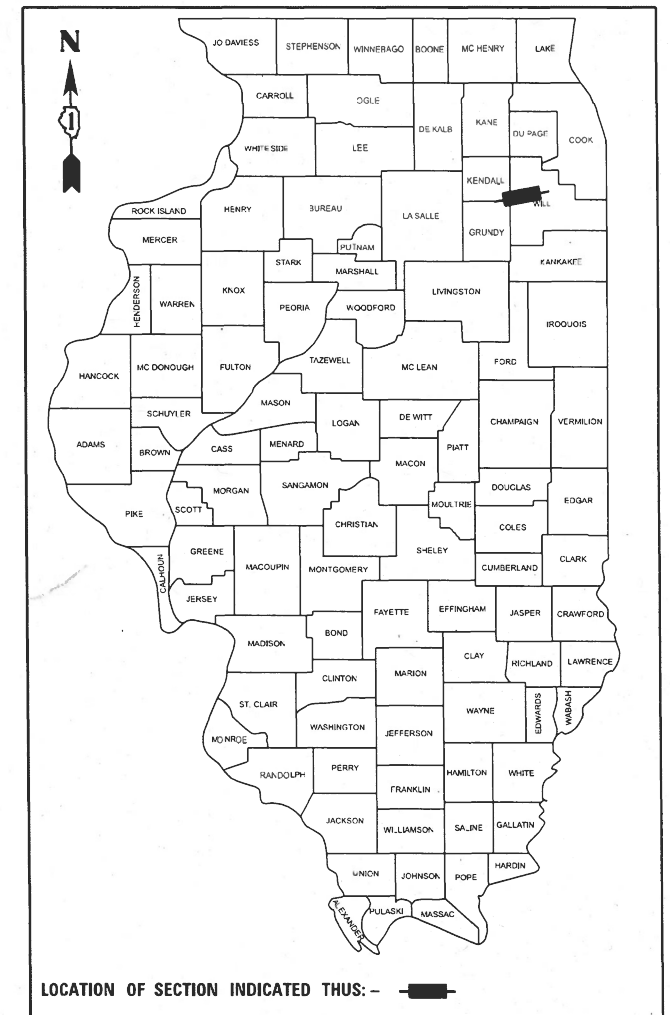 N
JO DAVIESS
STEPHENSON
WINNEBAGO
BOONE
MC HENRY
LAKE
CARROLL
OGLE
DE KALB
KANE
DU PAGE
COOK
1
WHITESIDE
LEE
KENDALL
WILL
ROCK ISLAND
HENRY
BUREAU
LA SALLE
GRUNDY
MERCER
PUTNAM
STARK
MARSHALL
KANKAKEE
HENDERSON
WARREN
KNOX
PEORIA
WOODFORD
LIVINGSTON
IROQUOIS
HANCOCK
MC DONOUGH
FULTON
TAZEWELL
MC LEAN
FORD
SCHUYLER
MASON
LOGAN
DE WITT
CHAMPAIGN
VERMILION
ADAMS
BROWN
CASS
MENARD
PIATT
MACON
PIKE
SCOTT
MORGAN
SANGAMON
MOULTRIE
DOUGLAS
EDGAR
CHRISTIAN
COLES
GREENE
MACOUPIN
MONTGOMERY
SHELEY
CUMBERLAND
CLARK
CALHOUN
JERSEY
FAYETTE
EFFINGHAM
JASPER
CRAWFORD
MADISON
BOND
CLAY
RICHLAND
LAWRENCE
CLINTON
MARION
ST. CLAIR
WAYNE
EDWARDS
WABASH
MONROE
WASHINGTON
JEFFERSON
RANDOLPH
PERRY
HAMILTON
WHITE
FRANKLIN
JACKSON
WILLIAMSON
SALINE
GALLATIN
UNION
JOHNSON
POPE
HARDIN
ALEXANDER
PULASKI
MASSAC
LOCATION OF SECTION INDICATED THUS: –